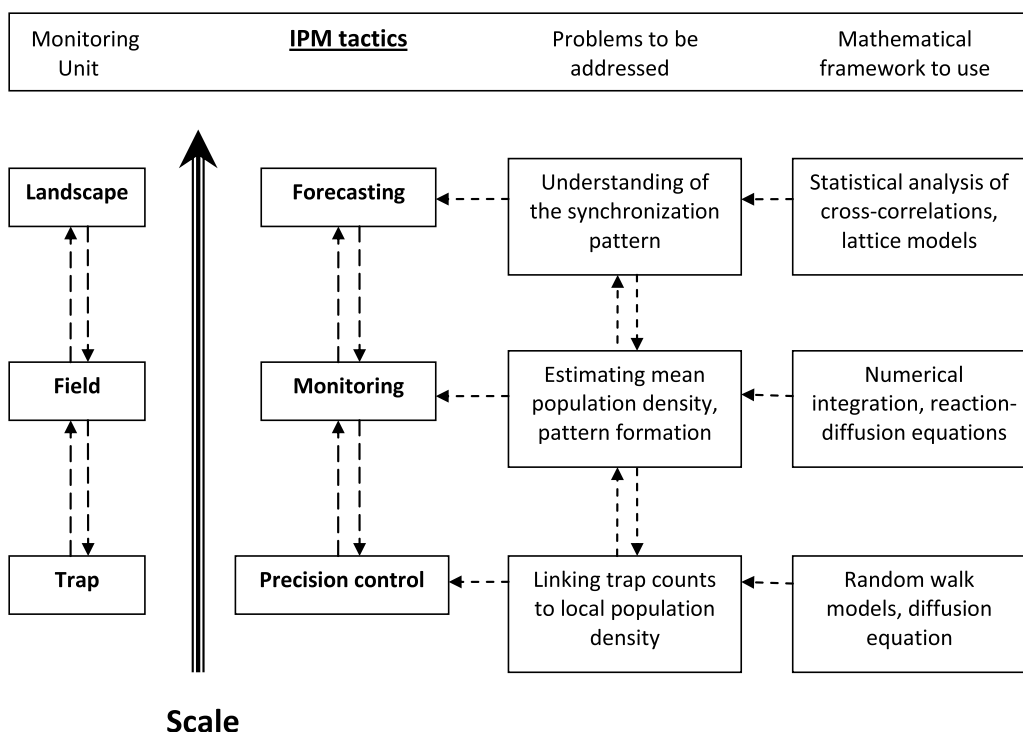 Monitoring
Unit
IPM tactics
Problems to be
addressed
Mathematical
framework to use
Landscape
Forecasting
Understanding of
the synchronization
pattern
Statistical analysis of
cross-correlations,
lattice models
Field
Monitoring
Estimating mean
population density,
pattern formation
Numerical
integration, reaction-
diffusion equations
Trap
Precision control
Linking trap counts
to local population
density
Random walk
models, diffusion
equation
Scale